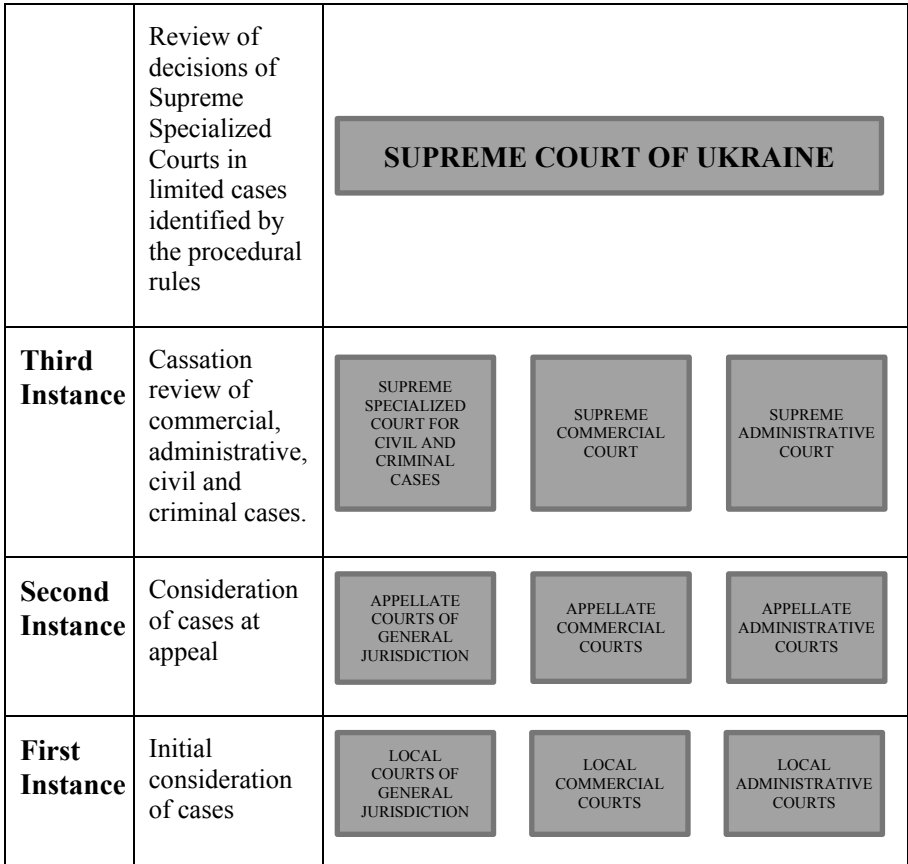 Review of
decisions of
Supreme
Specialized
Courts in
limited cases
identified by
the procedural
rules
SUPREME COURT OF UKRAINE
Third
Instance
Cassation
review of
commercial,
administrative,
civil and
criminal cases.
SUPREME
SPECIALIZED
COURT FOR
CIVIL AND
CRIMINAL
CASES
SUPREME
COMMERCIAL
COURT
SUPREME
ADMINISTRATIVE
COURT
Second
Instance
Consideration
of cases at
appeal
APPELLATE
COURTS OF
GENERAL
JURISDICTION
APPELLATE
COMMERCIAL
COURTS
APPELLATE
ADMINISTRATIVE
COURTS
First
Instance
Initial
consideration
of cases
LOCAL
COURTS OF
GENERAL
JURISDICTION
LOCAL
COMMERCIAL
COURTS
LOCAL
ADMINISTRATIVE
COURTS